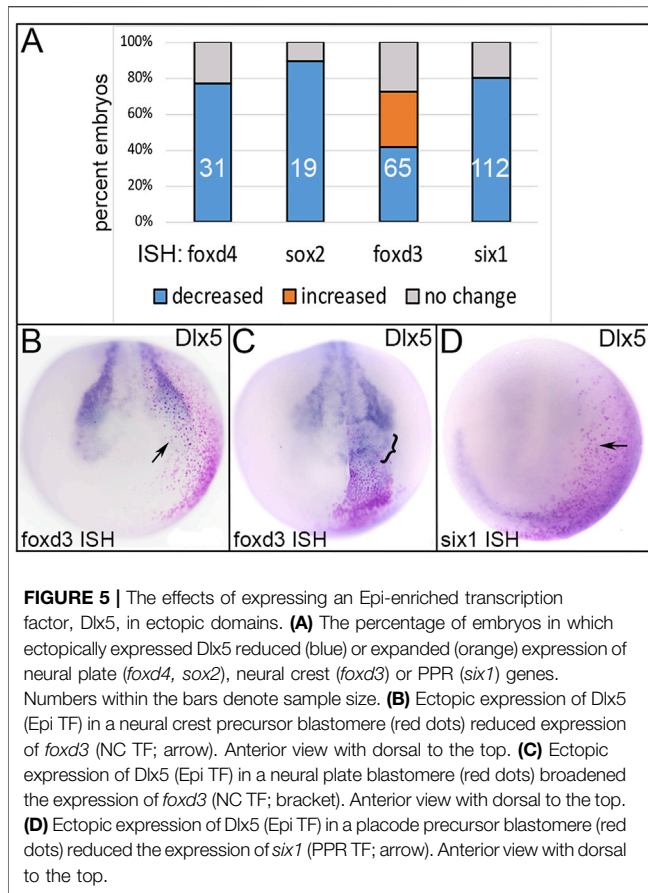 A
100%
80%
60%
40%
20%
0%
percent embryos
31 19 65 112
ISH: foxd4 sox2 foxd3 six1
decreased increased no change
B Dlx5
foxd3 ISH
C Dlx5
foxd3 ISH
D Dlx5
six1 ISH
FIGURE 5 | The effects of expressing an Epi-enriched transcription
factor, Dlx5, in ectopic domains. (A) The percentage of embryos in which
ectopically expressed Dlx5 reduced (blue) or expanded (orange) expression of
neural plate (foxd4, sox2), neural crest (foxd3) or PPR (six1) genes.
Numbers within the bars denote sample size. (B) Ectopic expression of Dlx5
(Epi TF) in a neural crest precursor blastomere (red dots) reduced expression
of foxd3 (NC TF; arrow). Anterior view with dorsal to the top. (C) Ectopic
expression of Dlx5 (Epi TF) in a neural plate blastomere (red dots) broadened
the expression of foxd3 (NC TF; bracket). Anterior view with dorsal to the top.
(D) Ectopic expression of Dlx5 (Epi TF) in a placode precursor blastomere (red
dots) reduced the expression of six1 (PPR TF; arrow). Anterior view with dorsal
to the top.